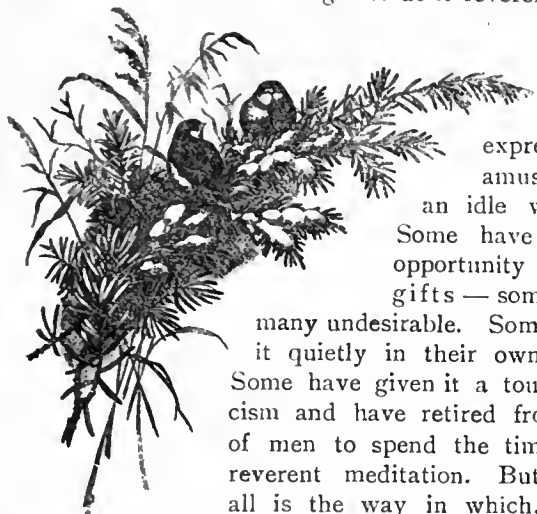 expre
amus
an idle w
Some have
opportunity
gifts — som
many undesirable. Som
it quietly in their own
Some have given it a tou
cism and have retired fro
of men to spend the tim
reverent meditation. But
all is the way in which,